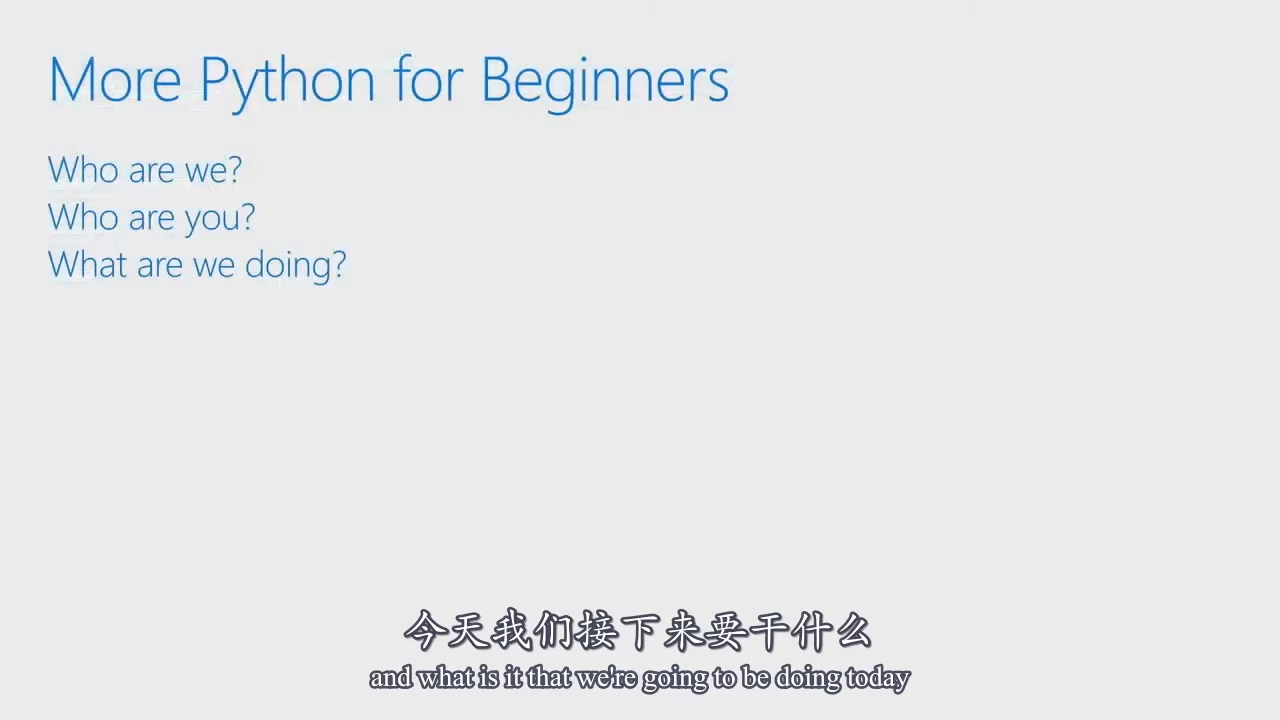 More Python for Beginners
Who are we?
Who are you?
What are we doing?
今天我们接下来要干什么
and what is it that we're going to be doing today